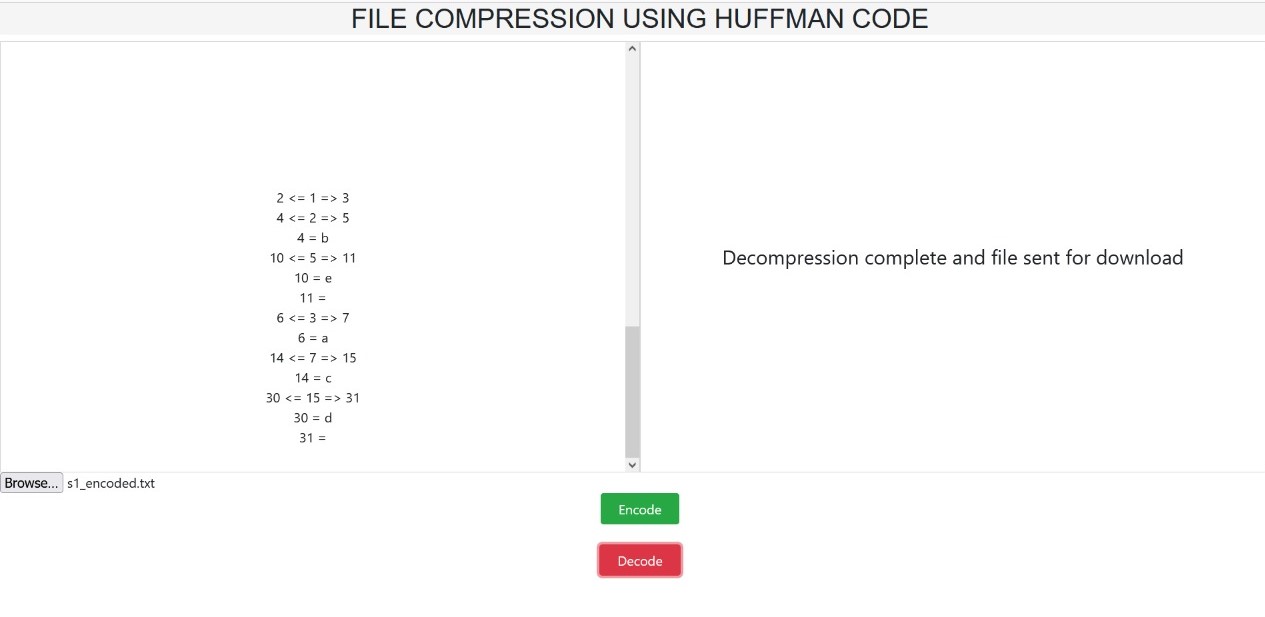 FILE COMPRESSION USING HUFFMAN CODE
2 <= 1 => 3
4 <= 2 => 5
4 = b
10 <= 5 => 11
10 = e
11 =
6 <= 3 => 7
6 = a
14 <= 7 => 15
14 = c
30 <= 15 => 31
30 = d
31 =
Decompression complete and file sent for download
Browse... s1_encoded.txt
Encode
Decode